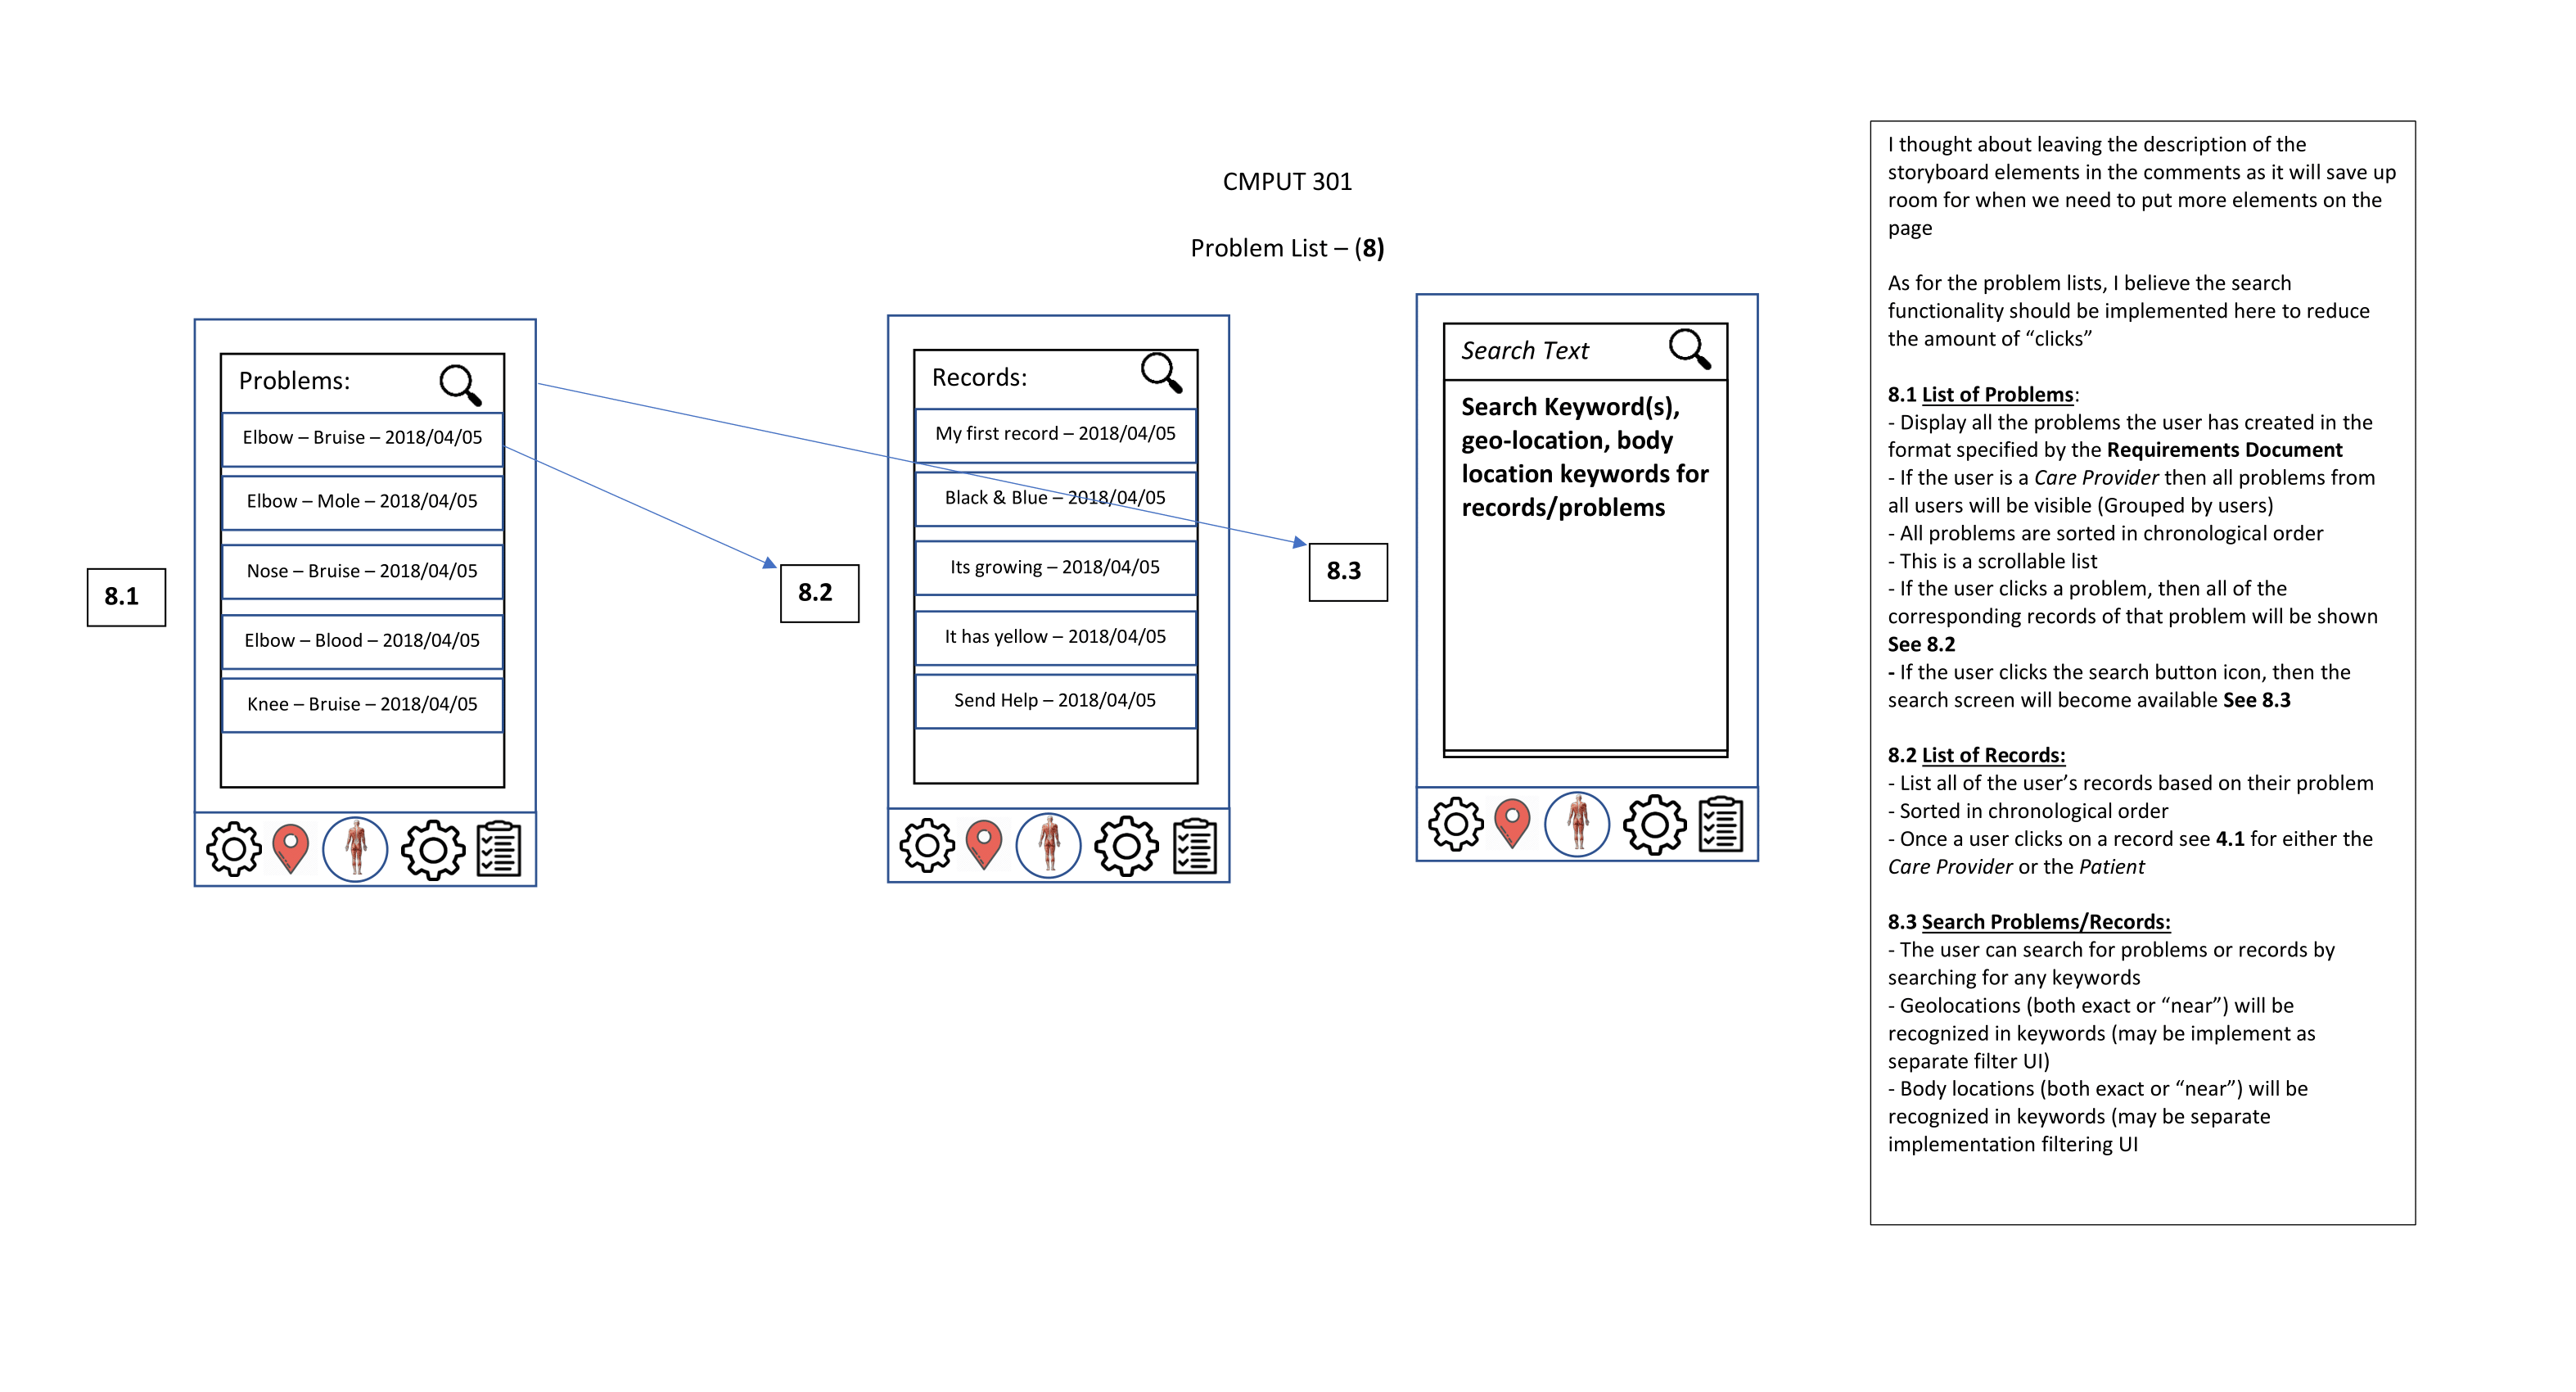 CMPUT 301
Problem List – (8)
8.1
Problems:
Elbow – Bruise – 2018/04/05
Elbow – Mole – 2018/04/05
Nose – Bruise – 2018/04/05
Elbow – Blood – 2018/04/05
Knee – Bruise – 2018/04/05
8.2
Records:
My first record – 2018/04/05
Black & Blue – 2018/04/05
Its growing – 2018/04/05
It has yellow – 2018/04/05
Send Help – 2018/04/05
8.3
Search Text
Search Keyword(s),
geo-location, body
location keywords for
records/problems
I thought about leaving the description of the
storyboard elements in the comments as it will save up
room for when we need to put more elements on the
page
As for the problem lists, I believe the search
functionality should be implemented here to reduce
the amount of “clicks”
8.1 List of Problems:
- Display all the problems the user has created in the
format specified by the Requirements Document
- If the user is a Care Provider then all problems from
all users will be visible (Grouped by users)
- All problems are sorted in chronological order
- This is a scrollable list
- If the user clicks a problem, then all of the
corresponding records of that problem will be shown
See 8.2
- If the user clicks the search button icon, then the
search screen will become available See 8.3
8.2 List of Records:
- List all of the user’s records based on their problem
- Sorted in chronological order
- Once a user clicks on a record see 4.1 for either the
Care Provider or the Patient
8.3 Search Problems/Records:
- The user can search for problems or records by
searching for any keywords
- Geolocations (both exact or “near”) will be
recognized in keywords (may be implement as
separate filter UI)
- Body locations (both exact or “near”) will be
recognized in keywords (may be separate
implementation filtering UI